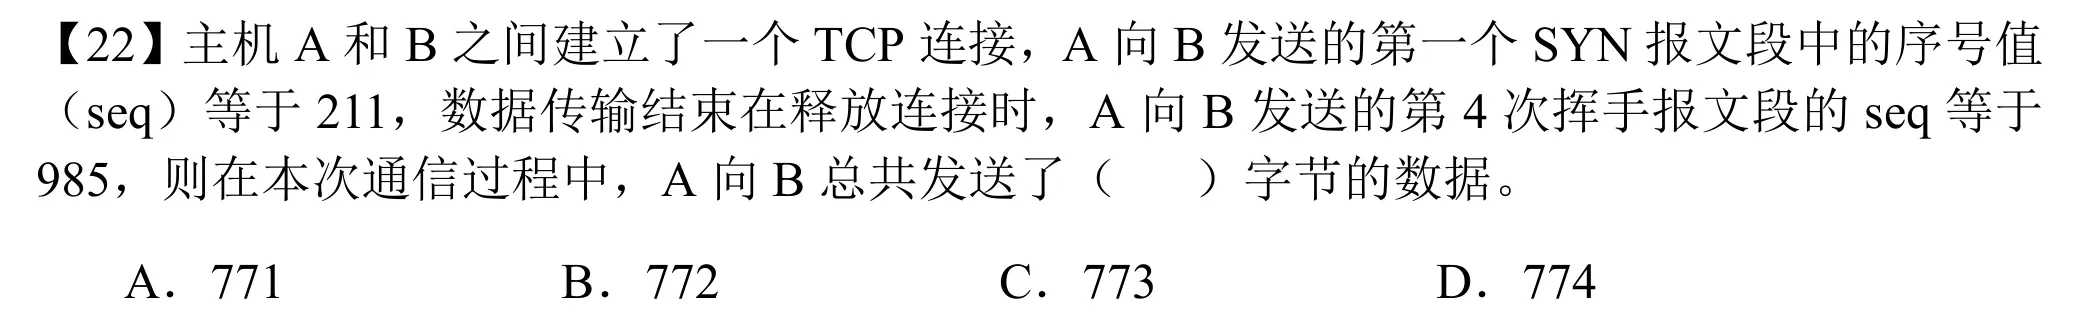 【22】主机 A 和 B 之间建立了一个 TCP 连接，A 向 B 发送的第一个 SYN 报文段中的序号值
（seq）等于 211，数据传输结束在释放连接时，A 向 B 发送的第 4 次挥手报文段的 seq 等于
985，则在本次通信过程中，A 向 B 总共发送了（　　）字节的数据。
A．771　　B．772　　C．773　　D．774